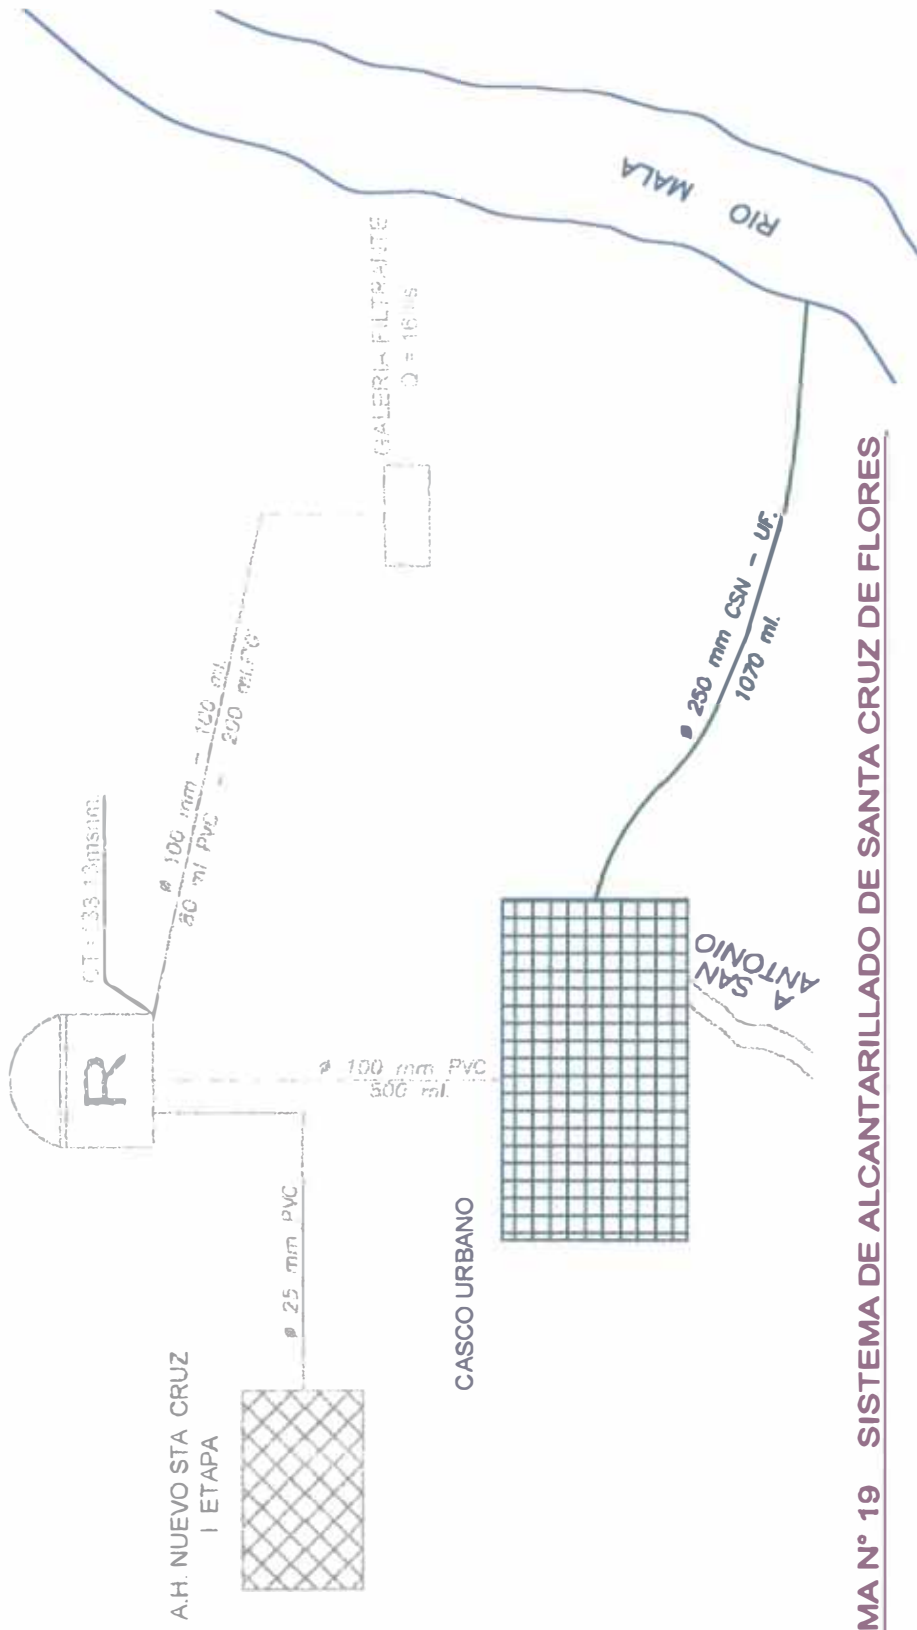 A.H. NUEVO STA CRUZ
I ETAPA
ø 25 mm PVC
R
ø 100 mm PVC
500 ml.
ø 100 mm - 100 ml.
80 ml PVC - 200 ml.
GALERIA FILTRANTE
Q =
CASCO URBANO
A SAN
ANTONIO
ø 250 mm CSN - UF.
1070 ml.
RIO MALA
MA N° 19 SISTEMA DE ALCANTARILLADO DE SANTA CRUZ DE FLORES